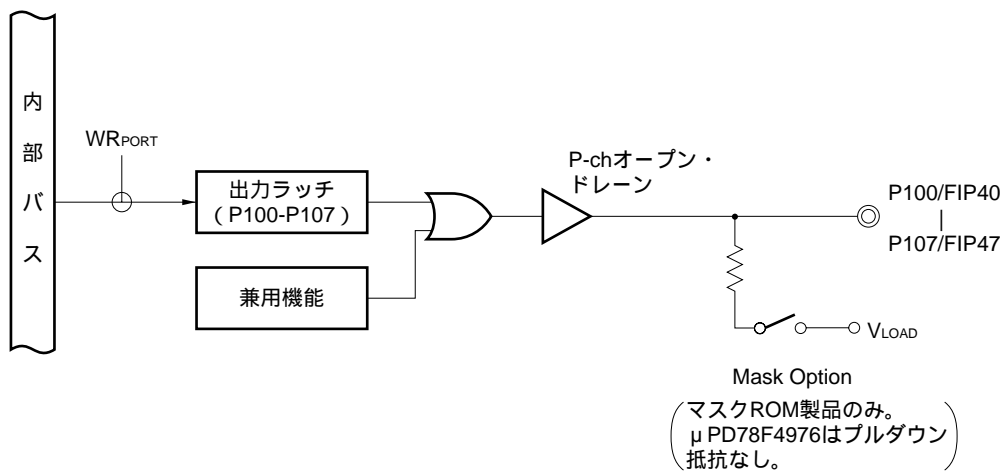 内部バス
WRPORT
出力ラッチ
(P100-P107)
兼用機能
P-chオープン・
ドレーン
P100/FIP40
P107/FIP47
VLOAD
Mask Option
マスクROM製品のみ。
μPD78F4976はプルダウン
抵抗なし。